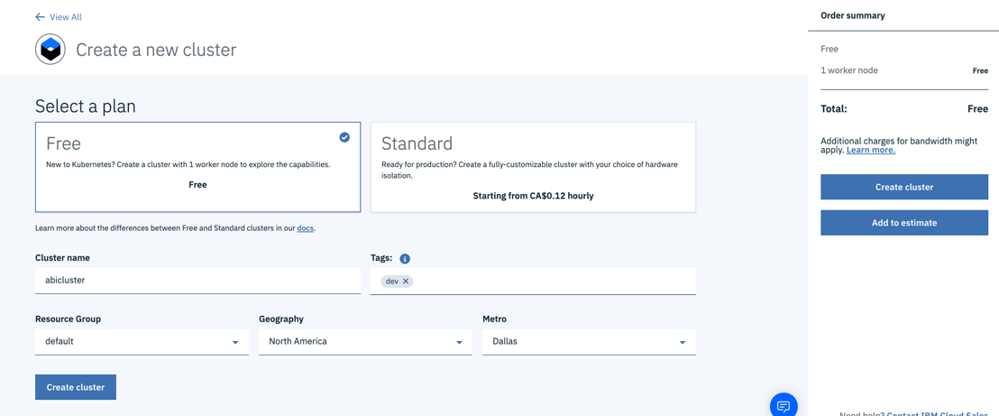 ← View All
Create a new cluster
Select a plan
Free
New to Kubernetes? Create a cluster with 1 worker node to explore the capabilities.
Free
Standard
Ready for production? Create a fully-customizable cluster with your choice of hardware
isolation.
Starting from CA$0.12 hourly
Learn more about the differences between Free and Standard clusters in our docs.
Cluster name
abicluster
Tags:
dev ✕
Resource Group
default
Geography
North America
Metro
Dallas
Create cluster
Order summary
Free
1 worker node Free
Total: Free
Additional charges for bandwidth might
apply. Learn more.
Create cluster
Add to estimate
Need help? Contact IBM Cloud Sales